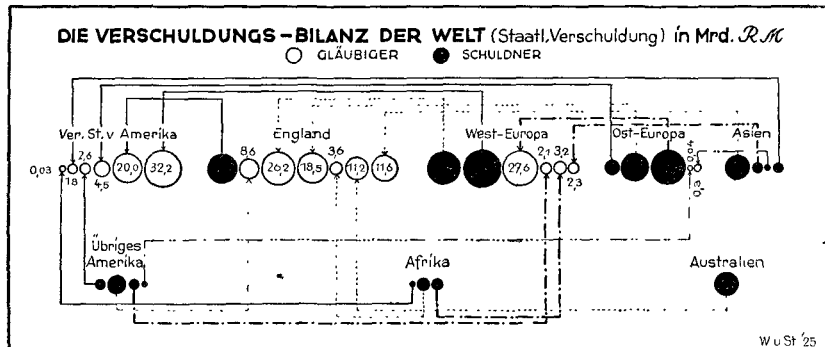 DIE VERSCHULDUNGS-BILANZ DER WELT (Staatl. Verschuldung) in Mrd. RM
GLÄUBIGER SCHULDNER
Ver. St. v Amerika England West-Europa Ost-Europa Asien
0,03 1,8 2,6 4,5 20,0 32,2 8,6 26,2 18,5 3,6 11,2 11,6 27,6 2,1 3,2 2,3 0,04 0,3
Übriges
Amerika Afrika Australien
W u St '25